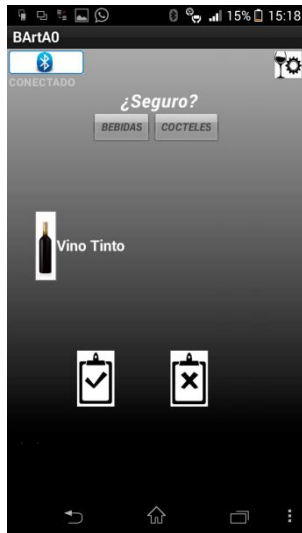 15% 15:18
BArtA0
CONECTADO
¿Seguro?
BEBIDAS COCTELES
Vino Tinto